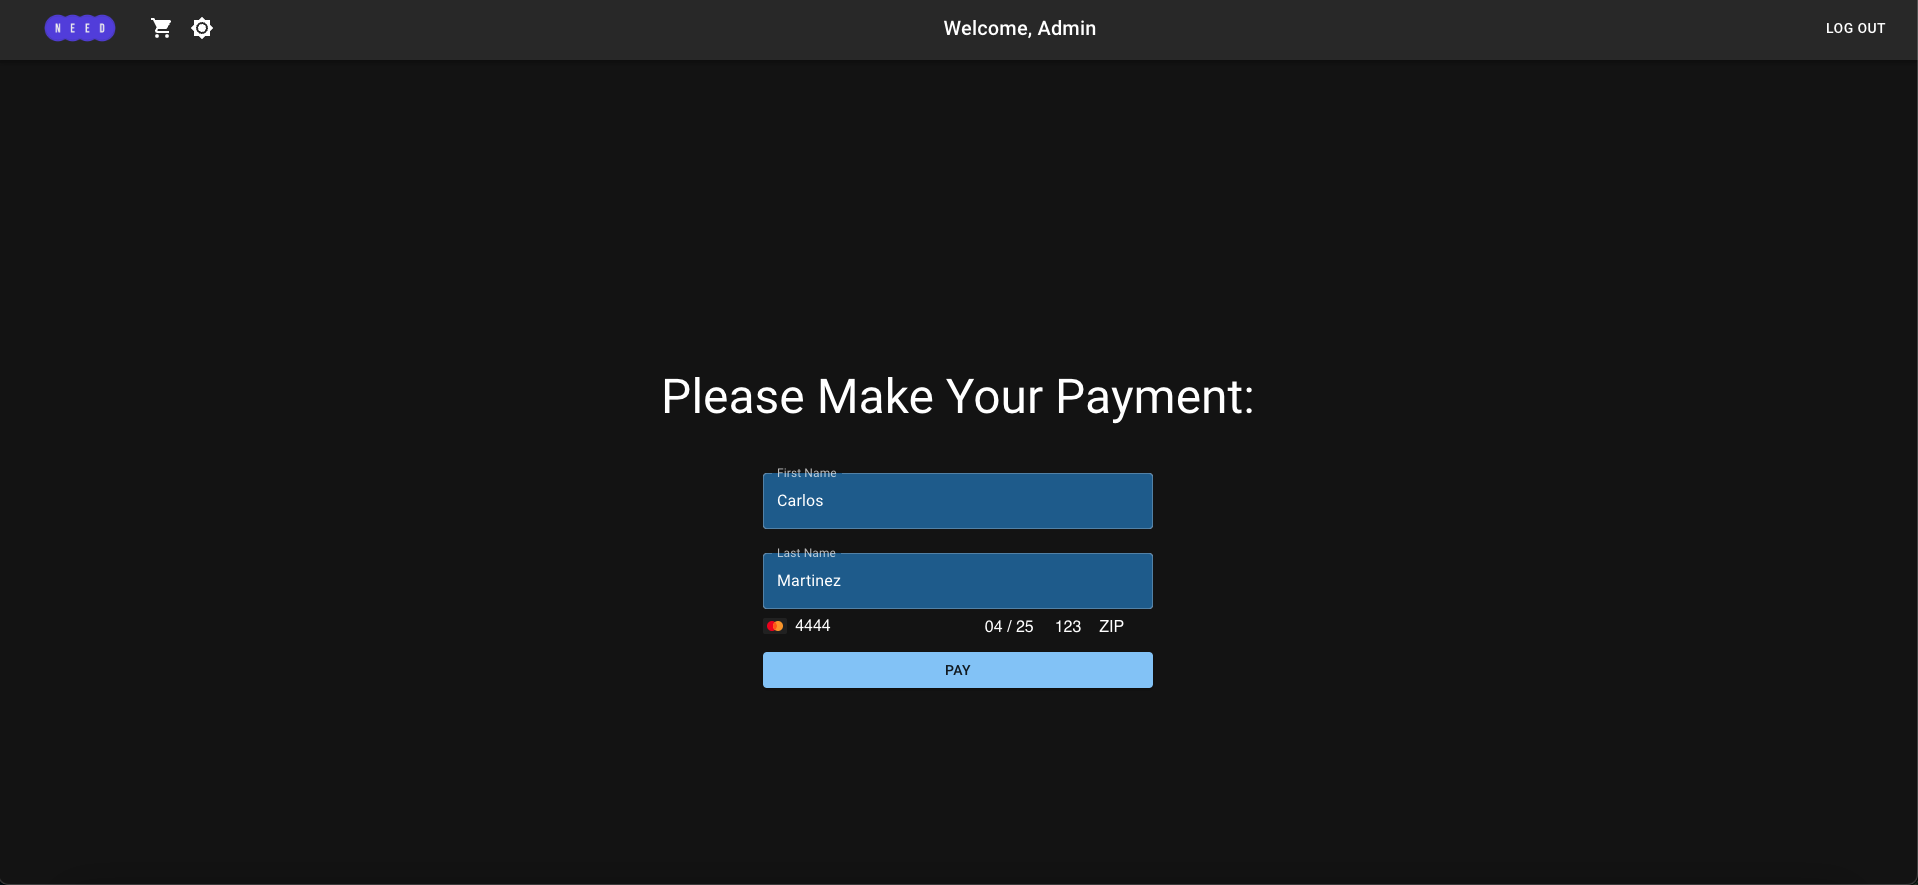 NEED
Welcome, Admin
LOG OUT
Please Make Your Payment:
First Name
Carlos
Last Name
Martinez
4444 04 / 25 123 ZIP
PAY